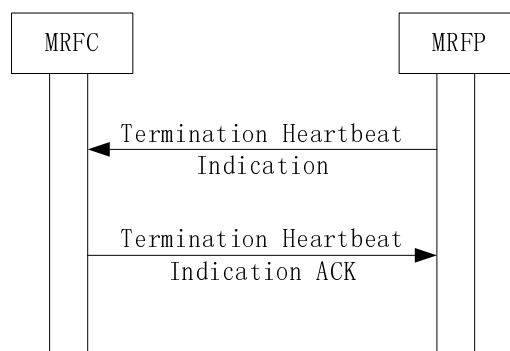 MRFC
MRFP
Termination Heartbeat
Indication
Termination Heartbeat
Indication ACK